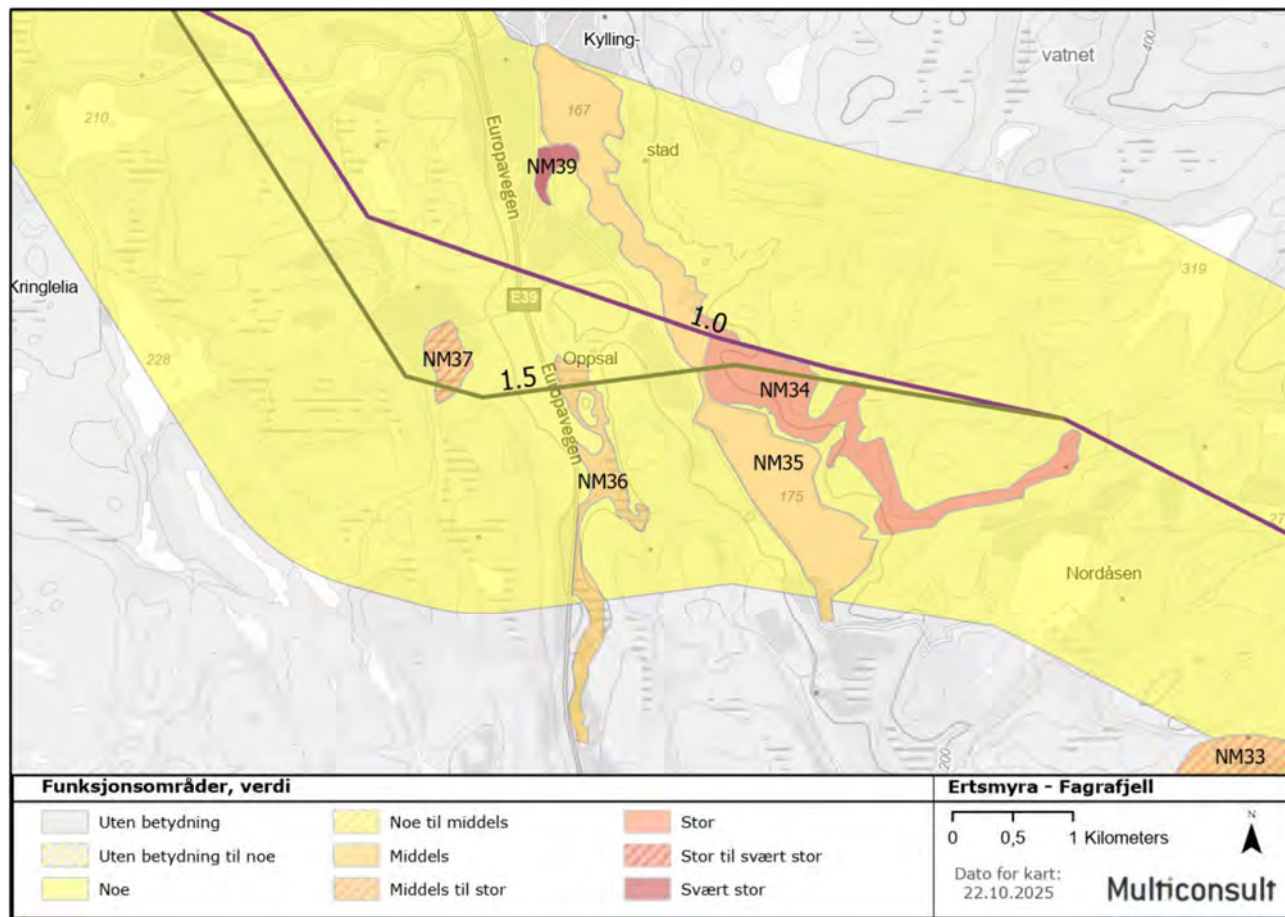 Kylling-
vatnet
400
210
167
Europavegen
NM39
stad
Kringlelia
319
E39
1.0
228
NM37
Oppsal
1.5
NM34
Europavegen
NM35
NM36
175
27
Nordåsen
200
NM33
Funksjonsområder, verdi
Uten betydning
Uten betydning til noe
Noe
Noe til middels
Middels
Middels til stor
Stor
Stor til svært stor
Svært stor
Ertsmyra - Fagrafjell
0 0,5 1 Kilometers
N
Dato for kart:
22.10.2025
Multiconsult